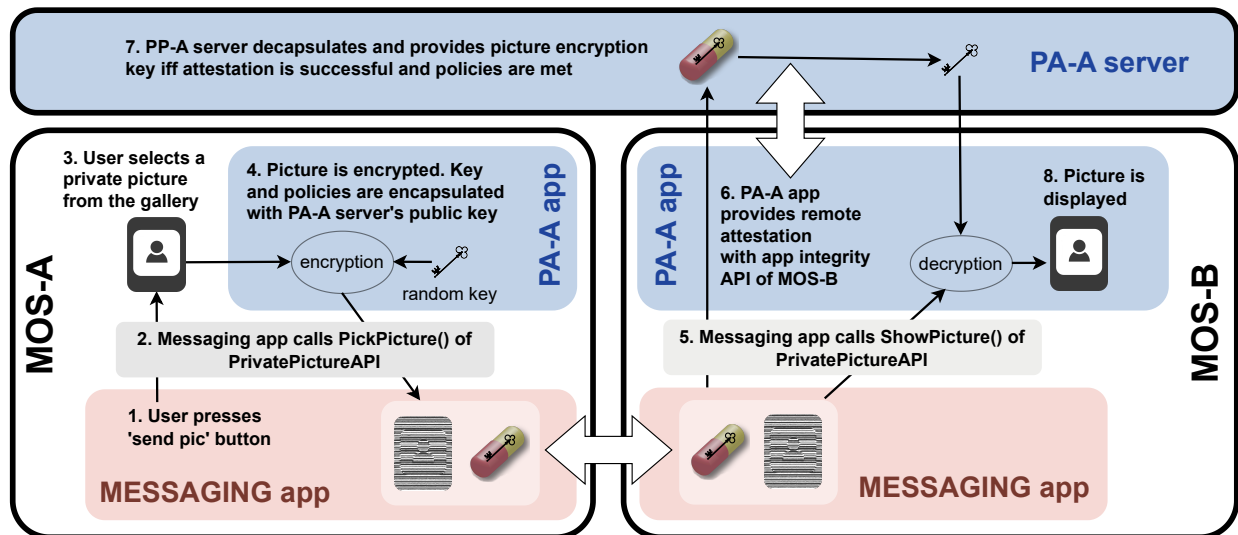 7. PP-A server decapsulates and provides picture encryption
key iff attestation is successful and policies are met
PA-A server
MOS-A
3. User selects a
private picture
from the gallery
4. Picture is encrypted. Key
and policies are encapsulated
with PA-A server's public key
PA-A app
encryption
random key
2. Messaging app calls PickPicture() of
PrivatePictureAPI
1. User presses
'send pic' button
MESSAGING app
PA-A app
6. PA-A app
provides remote
attestation
with app integrity
API of MOS-B
8. Picture is
displayed
decryption
MOS-B
5. Messaging app calls ShowPicture() of
PrivatePictureAPI
MESSAGING app